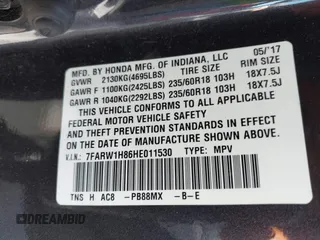 MFD. BY HONDA MFG. OF INDIANA, LLC 05/'17
GVWR 2130KG(4695LBS) TIRE SIZE RIM SIZE
GAWR F 1100KG(2425LBS) 235/60R18 103H 18X7.5J
GAWR R 1040KG(2292LBS) 235/60R18 103H 18X7.5J
THIS VEHICLE CONFORMS TO ALL APPLICABLE
FEDERAL MOTOR VEHICLE SAFETY STANDARDS IN EFFECT
ON THE DATE OF MANUFACTURE SHOWN ABOVE.
V.I.N: 7FARW1H86HE011530 TYPE: MPV
TNS H AC8 -PB88MX -B-E
DREAMBID